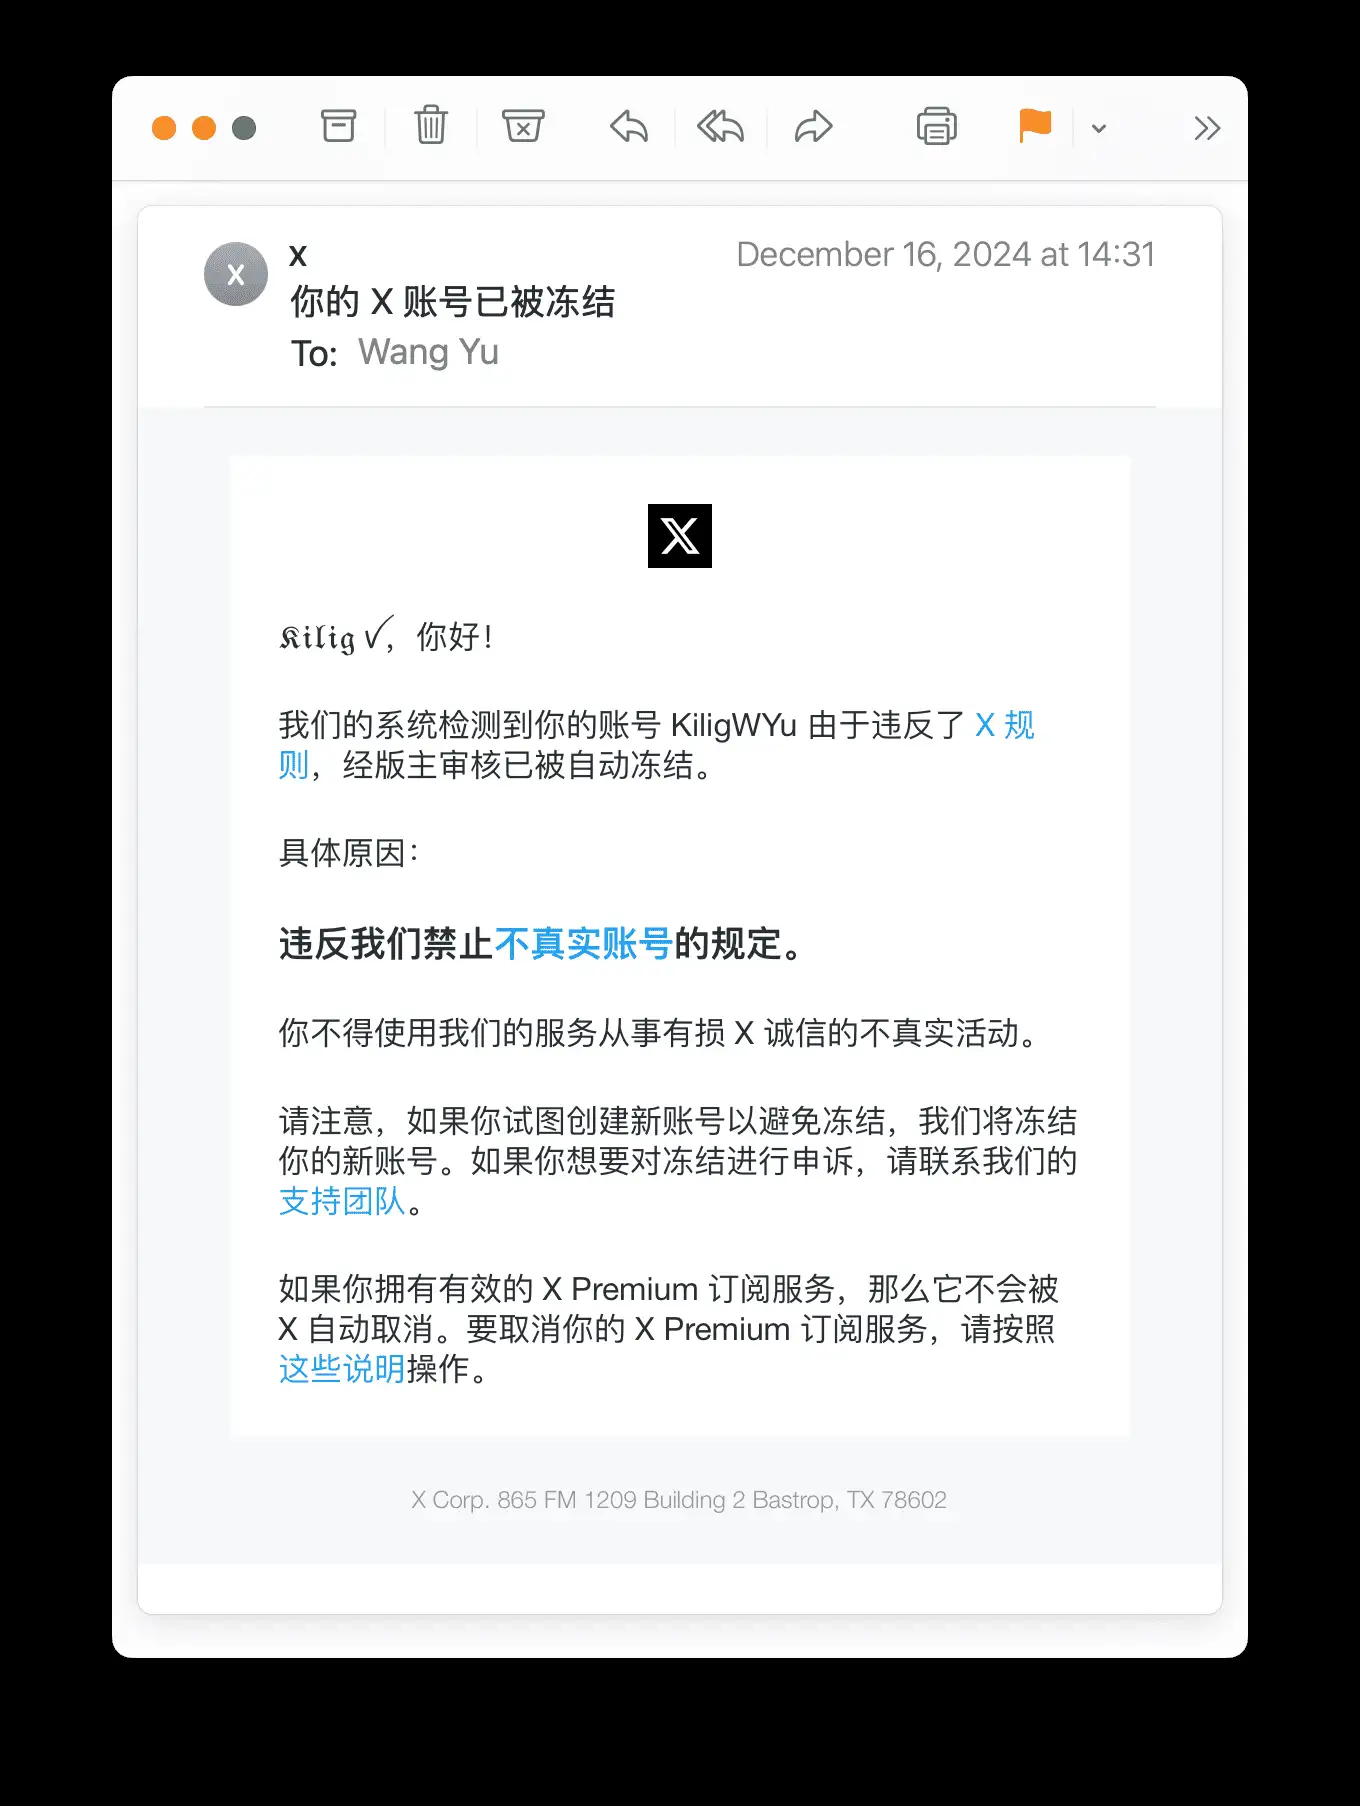 X
December 16, 2024 at 14:31
X
你的 X 账号已被冻结
To: Wang Yu
X
𝔎𝔦𝔩𝔦𝔤 ✓, 你好!
我们的系统检测到你的账号 KiligWYu 由于违反了 X 规
则，经版主审核已被自动冻结。
具体原因：
违反我们禁止不真实账号的规定。
你不得使用我们的服务从事有损 X 诚信的不真实活动。
请注意，如果你试图创建新账号以避免冻结，我们将冻结
你的新账号。如果你想要对冻结进行申诉，请联系我们的
支持团队。
如果你拥有有效的 X Premium 订阅服务，那么它不会被
X 自动取消。要取消你的 X Premium 订阅服务，请按照
这些说明操作。
X Corp. 865 FM 1209 Building 2 Bastrop, TX 78602